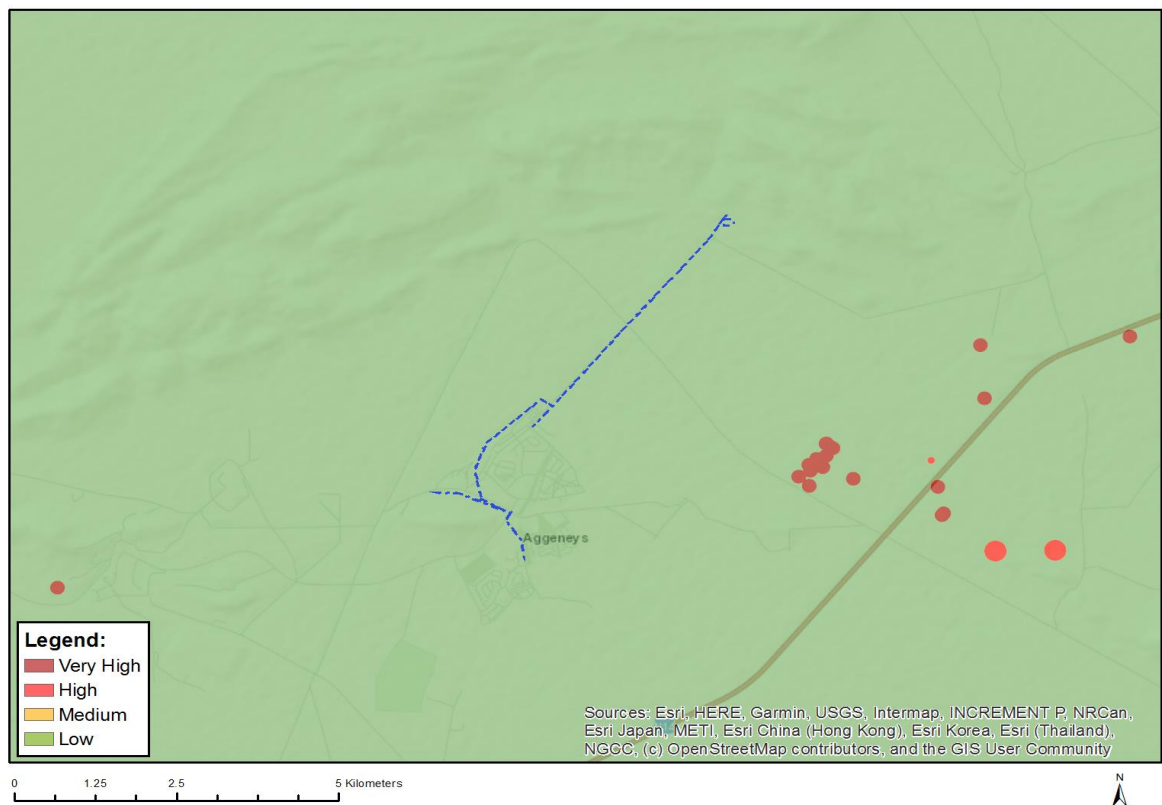 Aggeneys
Legend:
Very High
High
Medium
Low
Sources: Esri, HERE, Garmin, USGS, Intermap, INCREMENT P, NRCan,
Esri Japan, METI, Esri China (Hong Kong), Esri Korea, Esri (Thailand),
NGCC, (c) OpenStreetMap contributors, and the GIS User Community
0 1.25 2.5 5 Kilometers
N